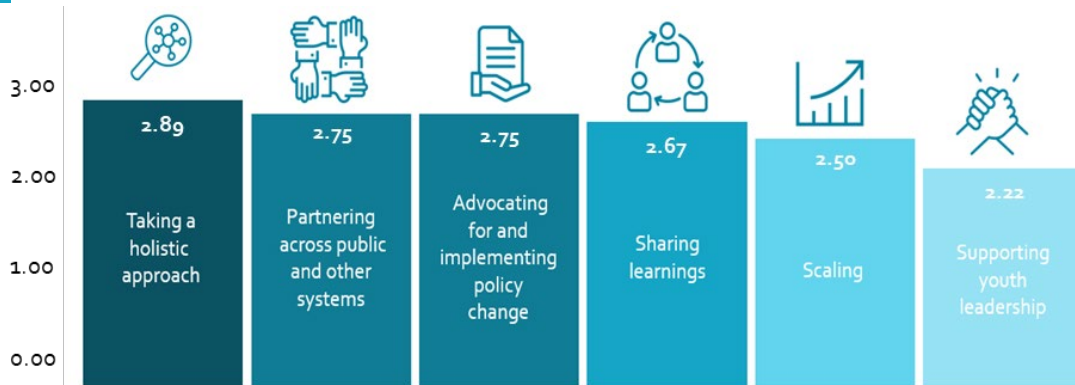 3.00
2.00
1.00
0.00
2.89
Taking a
holistic
approach
2.75
Partnering
across public
and other
systems
2.75
Advocating
for and
implementing
policy
change
2.67
Sharing
learnings
2.50
Scaling
2.22
Supporting
youth
leadership